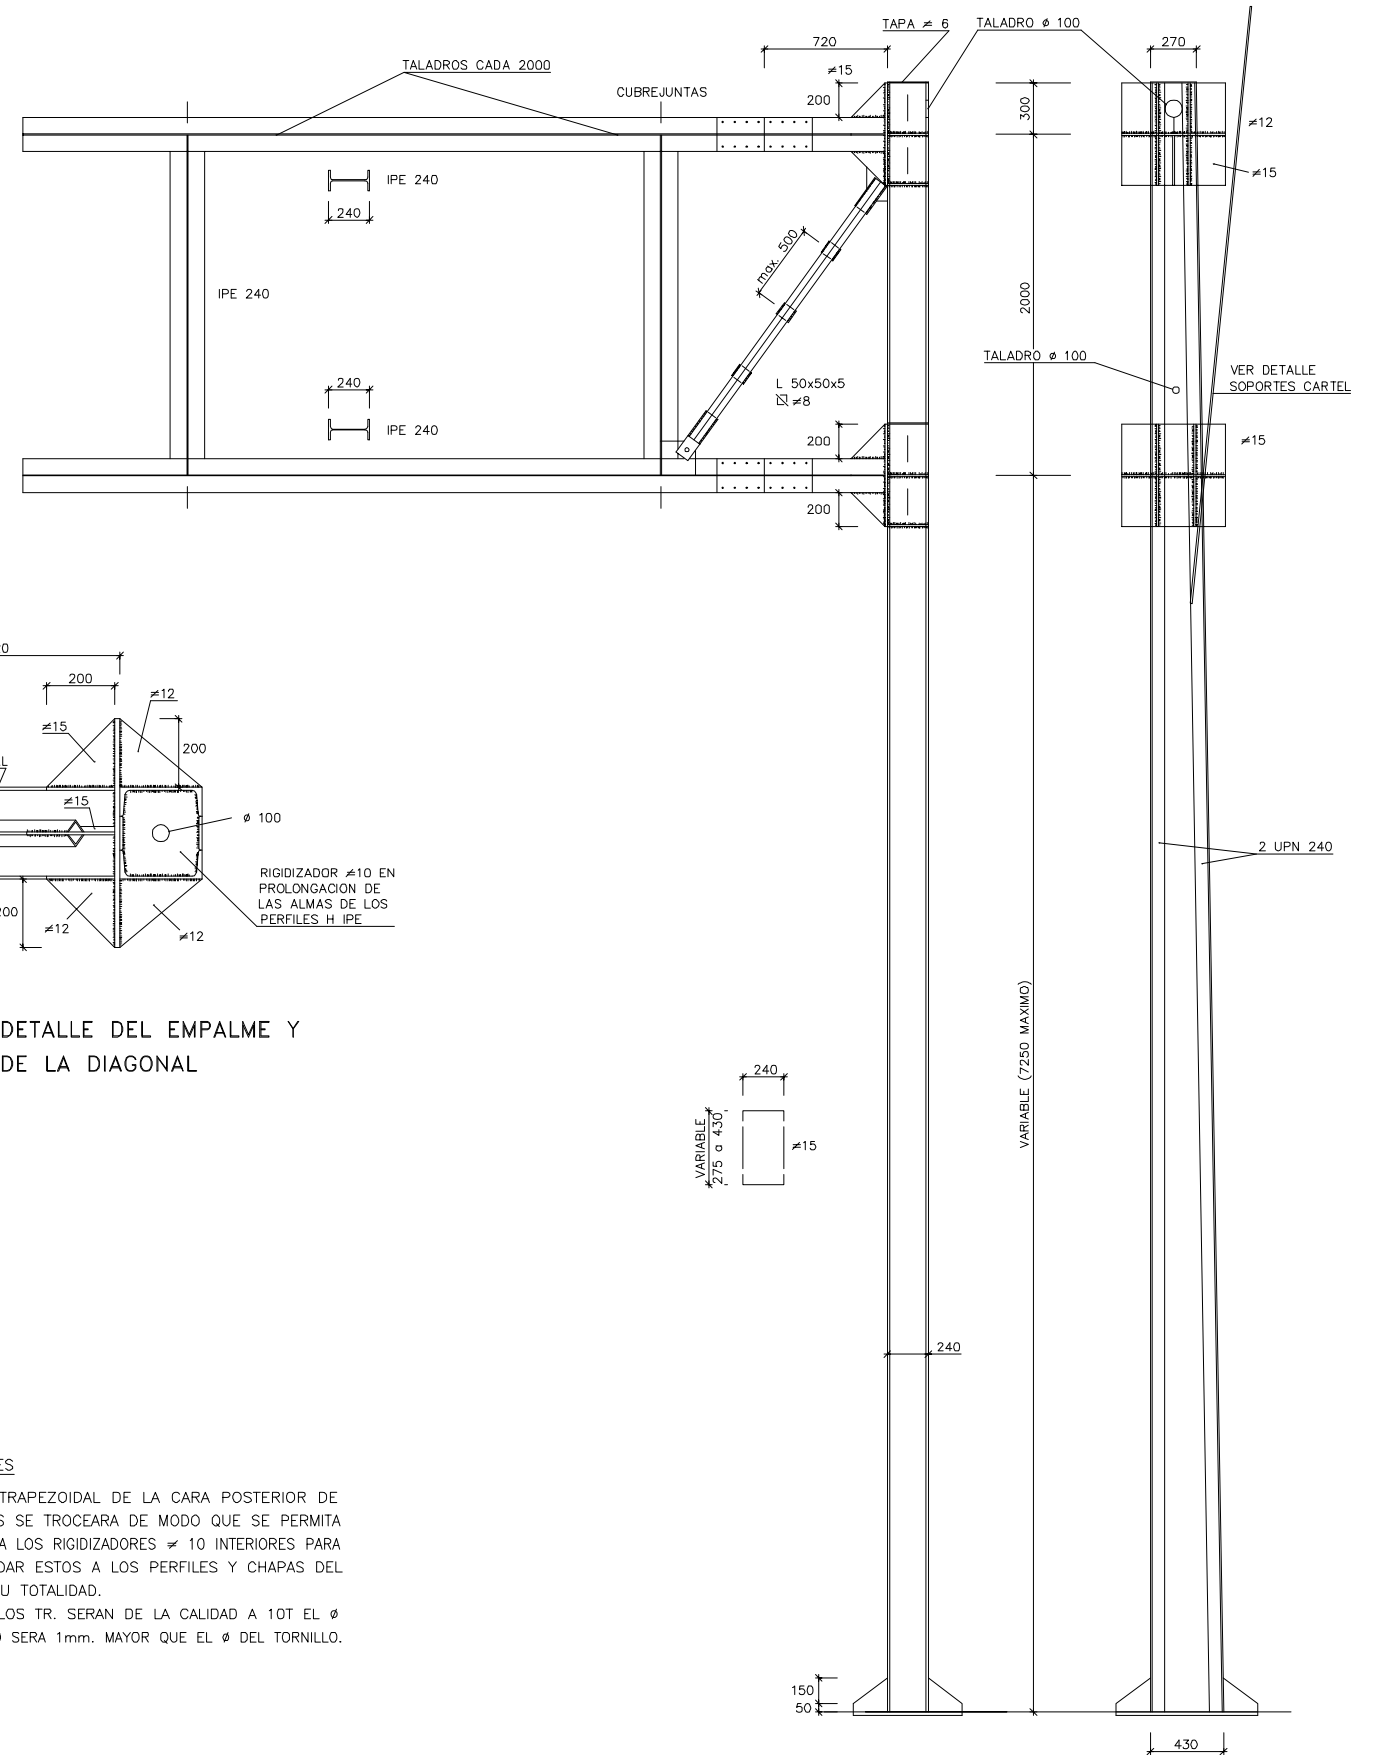 TAPA ≠ 6
TALADRO ø 100
720
270
TALADROS CADA 2000
≠15
CUBREJUNTAS
200
300
≠12
≠15
IPE 240
240
max. 500
IPE 240
2000
TALADRO ø 100
VER DETALLE
SOPORTES CARTEL
240
L 50x50x5
≠8
IPE 240
200
≠15
200
200
≠12
≠15
200
≠15
ø 100
2 UPN 240
RIGIDIZADOR ≠10 EN
PROLONGACION DE
LAS ALMAS DE LOS
PERFILES H IPE
≠12
≠12
DETALLE DEL EMPALME Y
DE LA DIAGONAL
VARIABLE (7250 MAXIMO)
240
VARIABLE
275 a 430
≠15
240
ES
TRAPEZOIDAL DE LA CARA POSTERIOR DE
S SE TROCEARA DE MODO QUE SE PERMITA
A LOS RIGIDIZADORES ≠ 10 INTERIORES PARA
DAR ESTOS A LOS PERFILES Y CHAPAS DEL
U TOTALIDAD.
LOS TR. SERAN DE LA CALIDAD A 10T EL ø
SERA 1mm. MAYOR QUE EL ø DEL TORNILLO.
150
50
430